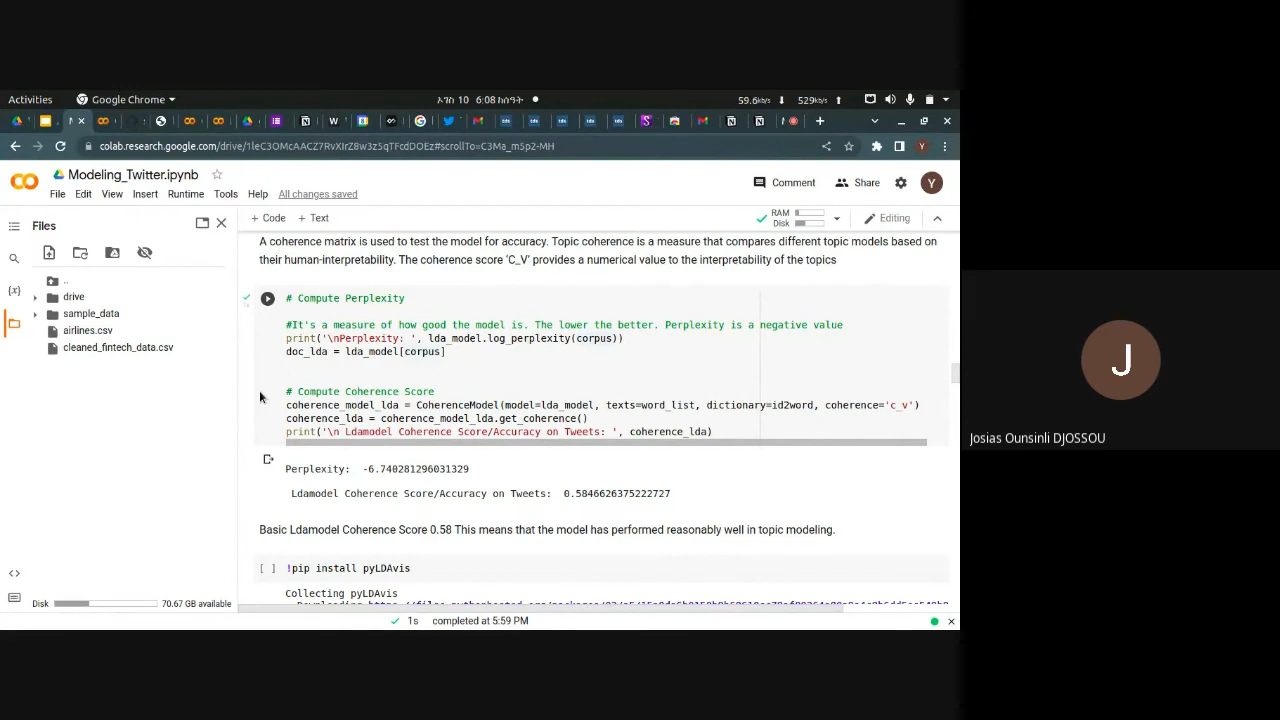 Activities
Google Chrome
ኦገስ 10 6:08 ከሰዓት
59.6kb/s
529kb/s
colab.research.google.com/drive/1leC3OMcAACZ7RvXIrZ8w3z5qTFcdDOEz#scrollTo=C3Ma_m5p2-MH
Y
Modeling_Twitter.ipynb
Comment
Share
Y
File Edit View Insert Runtime Tools Help All changes saved
Files
+ Code + Text
RAM
Disk
Editing
..
drive
sample_data
airlines.csv
cleaned_fintech_data.csv
Disk
70.67 GB available
A coherence matrix is used to test the model for accuracy. Topic coherence is a measure that compares different topic models based on
their human-interpretability. The coherence score ‘C_V’ provides a numerical value to the interpretability of the topics
# Compute Perplexity
#It's a measure of how good the model is. The lower the better. Perplexity is a negative value
print('\nPerplexity: ', lda_model.log_perplexity(corpus))
doc_lda = lda_model[corpus]
# Compute Coherence Score
coherence_model_lda = CoherenceModel(model=lda_model, texts=word_list, dictionary=id2word, coherence='c_v')
coherence_lda = coherence_model_lda.get_coherence()
print('\n Ldamodel Coherence Score/Accuracy on Tweets: ', coherence_lda)
Perplexity: -6.740281296031329
Ldamodel Coherence Score/Accuracy on Tweets: 0.5846626375222727
Basic Ldamodel Coherence Score 0.58 This means that the model has performed reasonably well in topic modeling.
[ ] !pip install pyLDAvis
Collecting pyLDAvis
1s completed at 5:59 PM
J
Josias Ounsinli DJOSSOU